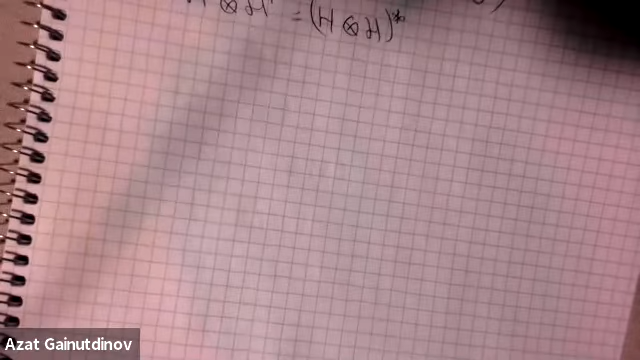 ⊗ H* = (H ⊗ H)*
Azat Gainutdinov